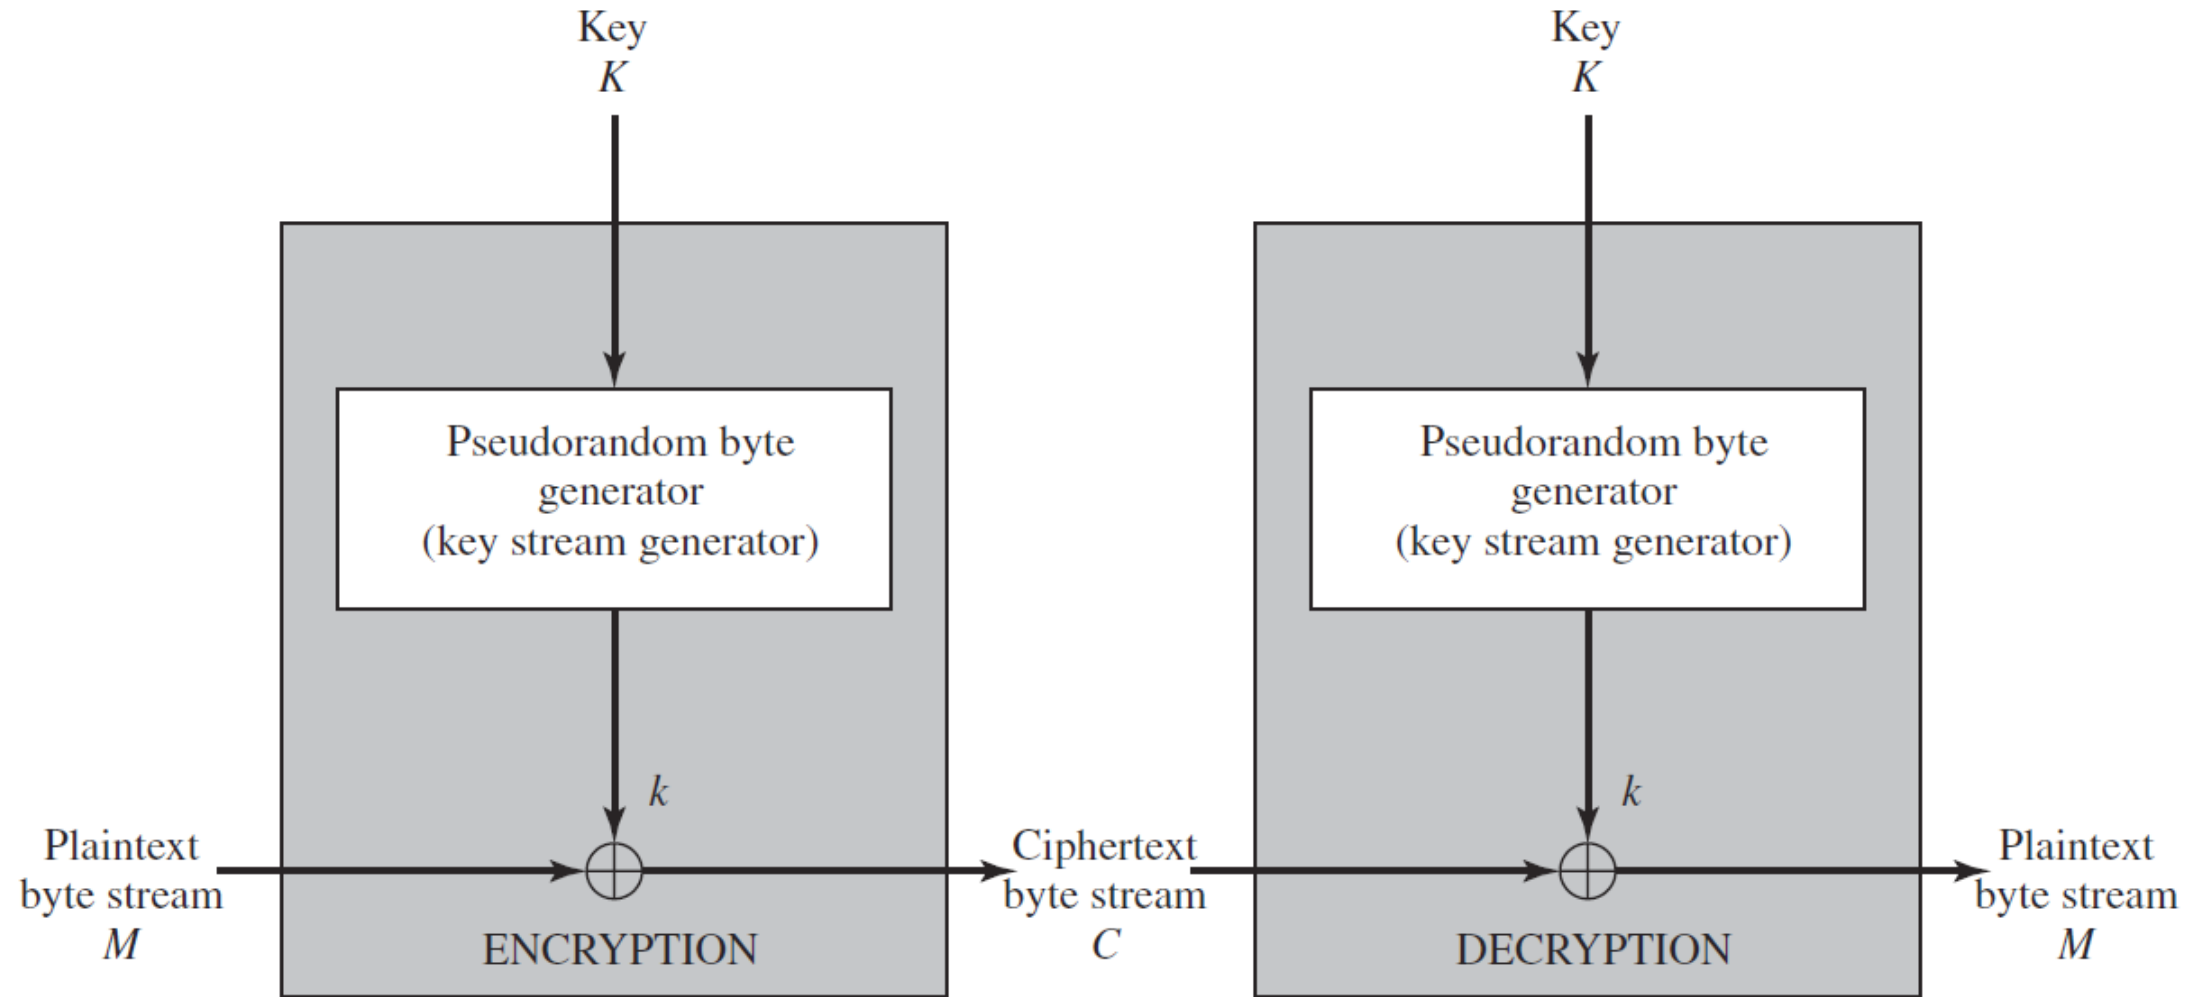 Key
K
Key
K
Pseudorandom byte
generator
(key stream generator)
Pseudorandom byte
generator
(key stream generator)
k
k
Plaintext
byte stream
M
ENCRYPTION
Ciphertext
byte stream
C
DECRYPTION
Plaintext
byte stream
M